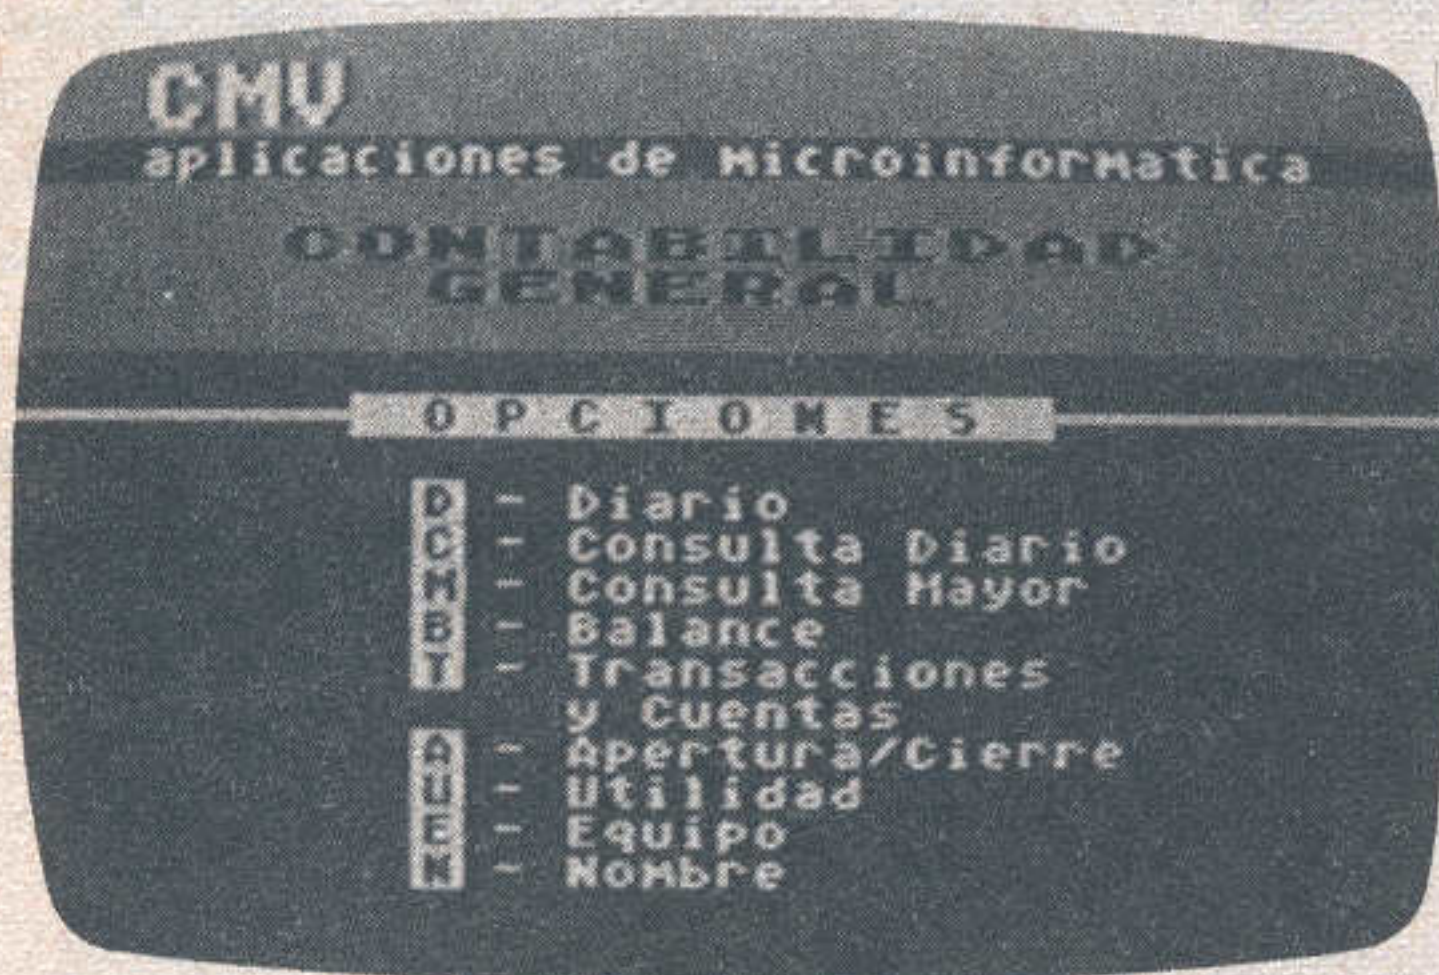 CMV
aplicaciones de microinformatica
CONTABILIDAD
GENERAL
OPCIONES
D - Diario
C - Consulta Diario
M - Consulta Mayor
B - Balance
T - Transacciones
y Cuentas
A - Apertura/Cierre
U - Utilidad
E - Equipo
N - Nombre